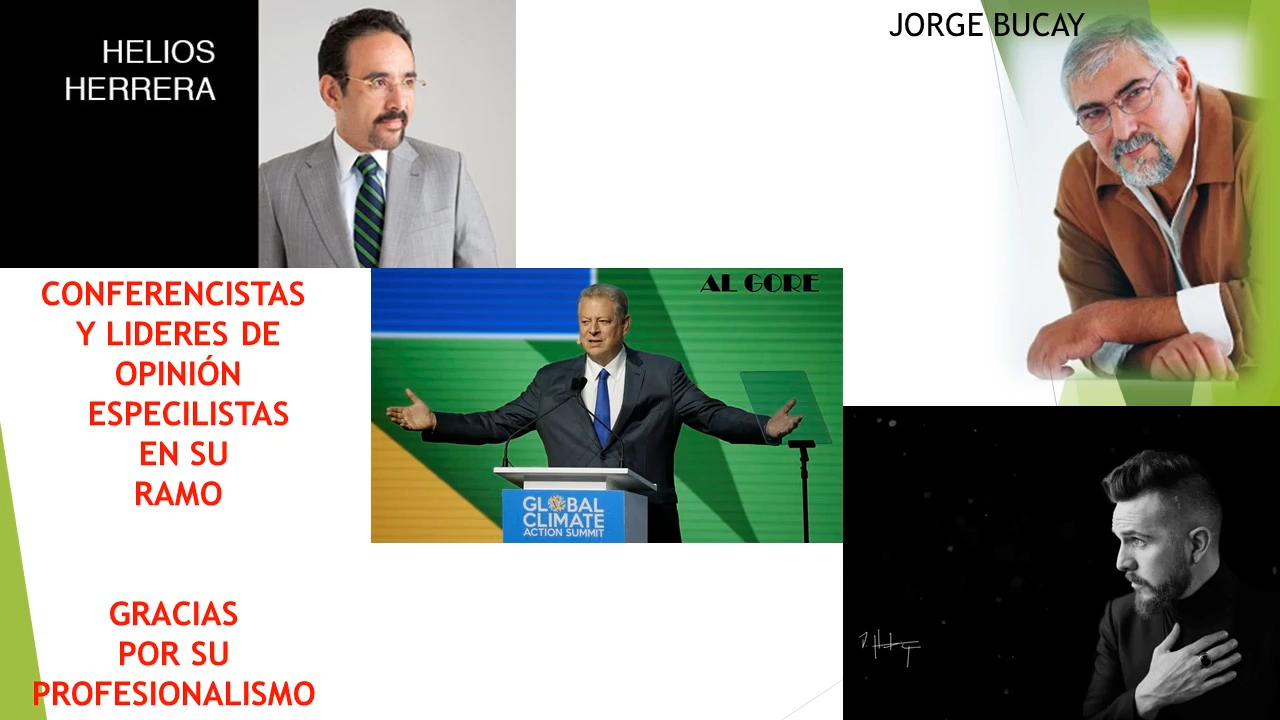 HELIOS
HERRERA
JORGE BUCAY
CONFERENCISTAS
Y LIDERES DE
OPINIÓN
ESPECILISTAS
EN SU
RAMO
AL GORE
GLOBAL
CLIMATE
ACTION SUMMIT
GRACIAS
POR SU
PROFESIONALISMO